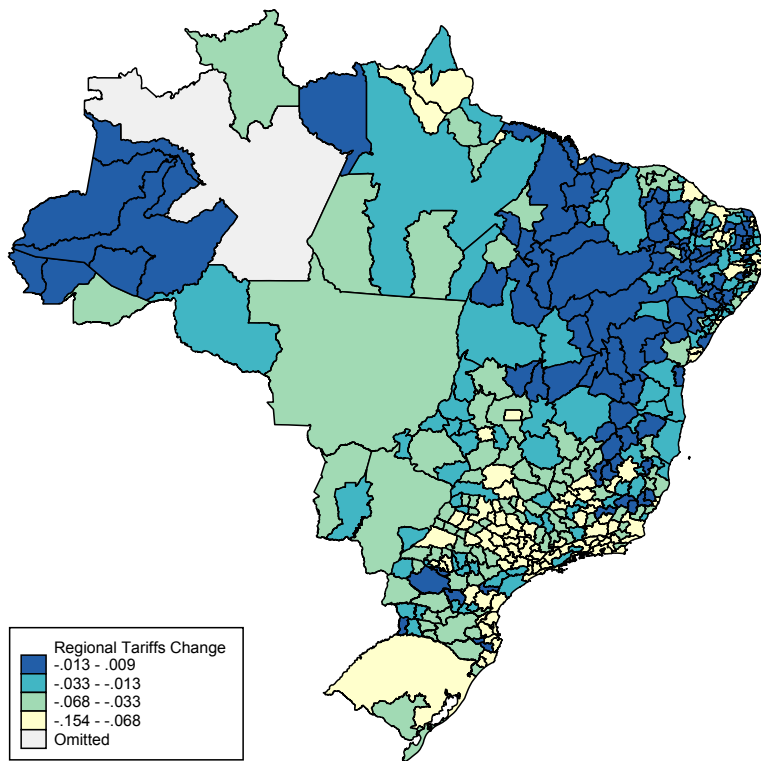 Regional Tariffs Change
-.013 - .009
-.033 - -.013
-.068 - -.033
-.154 - -.068
Omitted